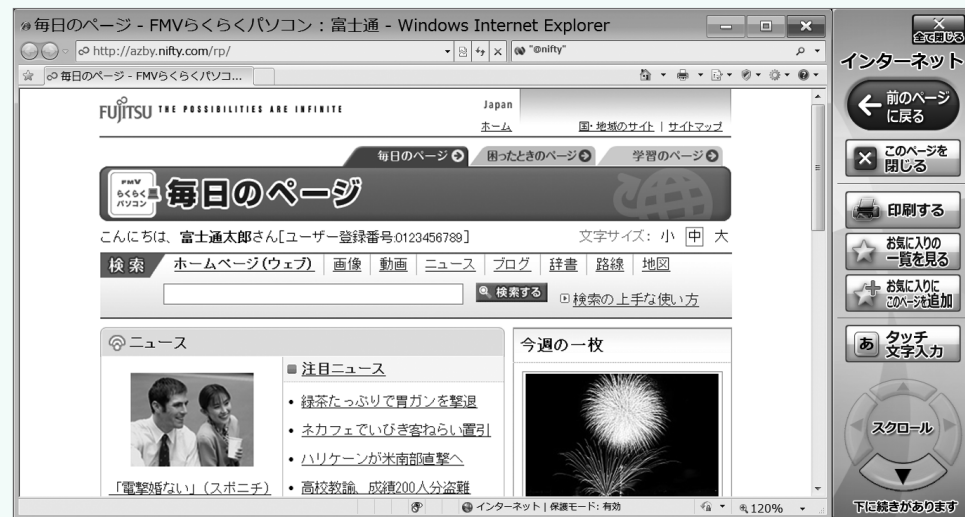 毎日のページ - FMVらくらくパソコン：富士通 - Windows Internet Explorer
http://azby.nifty.com/rp/
"@nifty"
毎日のページ - FMVらくらくパソコ...
FUJITSU THE POSSIBILITIES ARE INFINITE
Japan
ホーム
国・地域のサイト | サイトマップ
毎日のページ
困ったときのページ
学習のページ
FMV
らくらく
パソコン
毎日のページ
こんにちは、富士通太郎さん[ユーザー登録番号:0123456789]
文字サイズ: 小 中 大
検索 ホームページ(ウェブ) | 画像 | 動画 | ニュース | ブログ | 辞書 | 路線 | 地図
検索する
検索の上手な使い方
ニュース
注目ニュース
• 緑茶たっぷりで胃ガンを撃退
• ネカフェでいびき客ねらい置引
• ハリケーンが米南部直撃へ
• 高校教諭、成績200人分盗難
「電撃婚ない」(スポニチ)
今週の一枚
インターネット | 保護モード: 有効
120%
全て閉じる
インターネット
前のページ
に戻る
このページを
閉じる
印刷する
お気に入りの
一覧を見る
お気に入りに
このページを追加
あ
タッチ
文字入力
スクロール
下に続きがあります